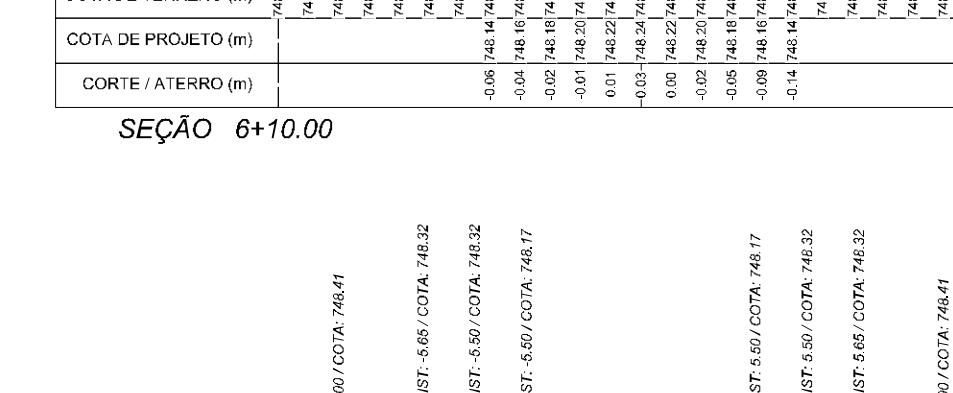 COTA DE PROJETO (m) 748.14 748.16 748.18 748.20 748.22 748.24 748.22 748.20 748.18 748.16 748.14
CORTE / ATERRO (m) -0.06 -0.04 -0.02 -0.01 0.01 -0.03 0.00 -0.02 -0.05 -0.09 -0.14
SEÇÃO 6+10.00
00 / COTA: 748.41
IST: -5.65 / COTA: 748.32
IST: -5.50 / COTA: 748.32
ST: -5.50 / COTA: 748.17
ST: 5.50 / COTA: 748.17
IST: 5.50 / COTA: 748.32
IST: 5.65 / COTA: 748.32
00 / COTA: 748.41